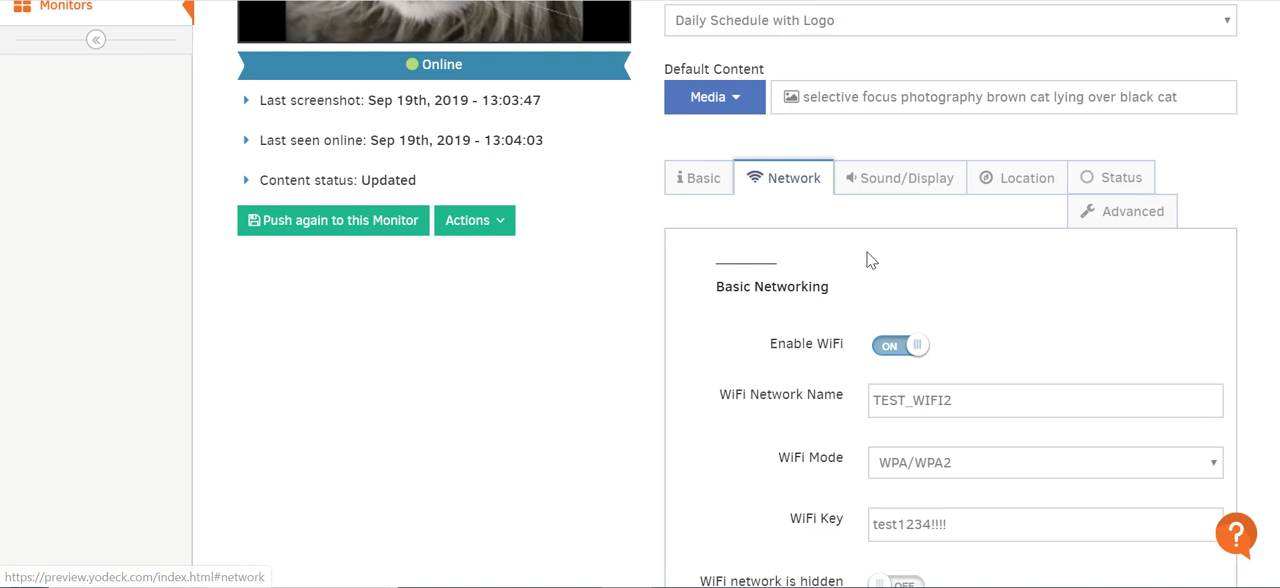 Monitors
Daily Schedule with Logo
Online
Default Content
Media
selective focus photography brown cat lying over black cat
Last screenshot: Sep 19th, 2019 - 13:03:47
Last seen online: Sep 19th, 2019 - 13:04:03
Content status: Updated
Push again to this Monitor
Actions
Basic
Network
Sound/Display
Location
Status
Advanced
Basic Networking
Enable WiFi
ON
WiFi Network Name
TEST_WIFI2
WiFi Mode
WPA/WPA2
WiFi Key
test1234!!!!
WiFi network is hidden
OFF
?
https://preview.yodeck.com/index.html#network